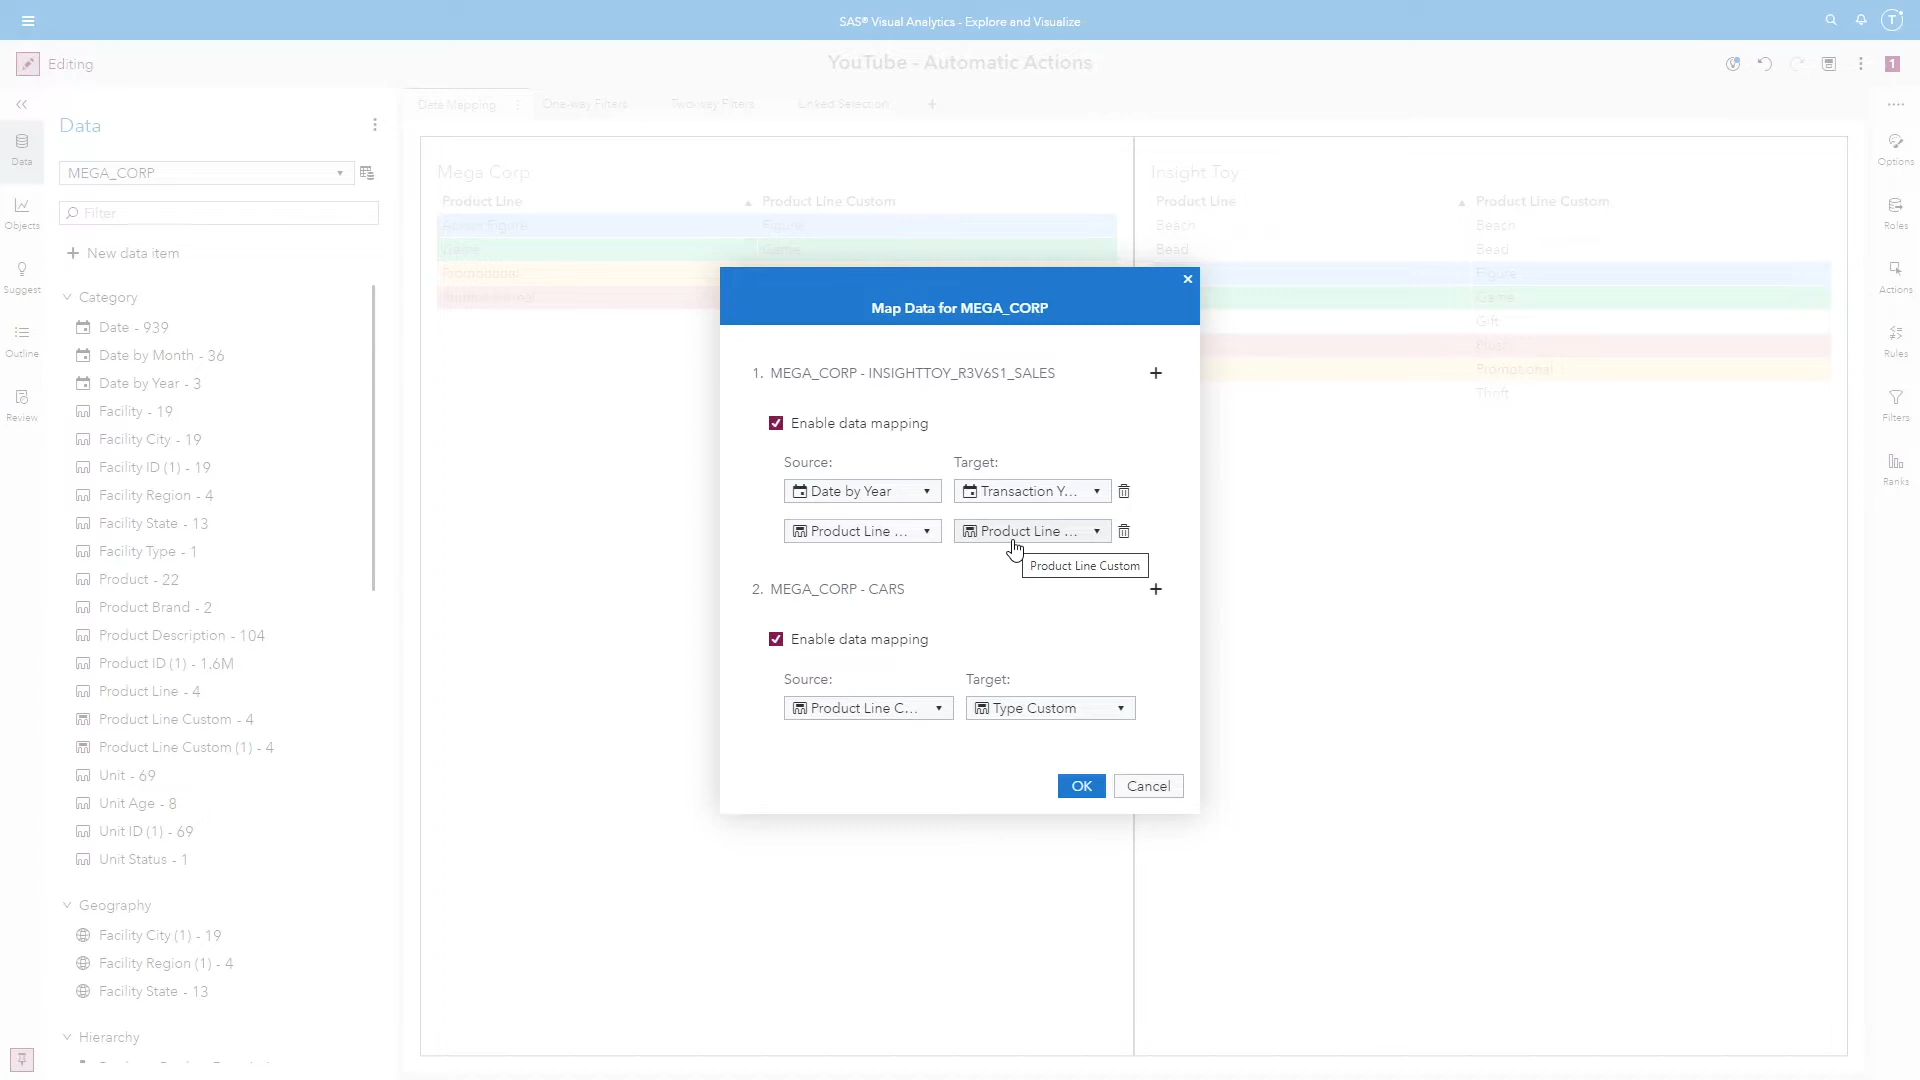 SAS® Visual Analytics - Explore and Visualize
T
Editing
YouTube - Automatic Actions
1
Data Mapping
One-way Filters
Two-way Filters
Linked Selection
Data
Objects
Suggest
Outline
Review
Data
MEGA_CORP
Filter
New data item
Category
Date - 939
Date by Month - 36
Date by Year - 3
Facility - 19
Facility City - 19
Facility ID (1) - 19
Facility Region - 4
Facility State - 13
Facility Type - 1
Product - 22
Product Brand - 2
Product Description - 104
Product ID (1) - 1.6M
Product Line - 4
Product Line Custom - 4
Product Line Custom (1) - 4
Unit - 69
Unit Age - 8
Unit ID (1) - 69
Unit Status - 1
Geography
Facility City (1) - 19
Facility Region (1) - 4
Facility State - 13
Hierarchy
Mega Corp
Product Line Product Line Custom
Action Figure Figure
Game Game
Promotional
Insight Toy
Product Line Product Line Custom
Beach Beach
Bead Bead
Figure
Game
Gift
Plush
Promotional
Theft
Map Data for MEGA_CORP
1. MEGA_CORP - INSIGHTTOY_R3V6S1_SALES
Enable data mapping
Source: Target:
Date by Year Transaction Y...
Product Line ... Product Line ...
Product Line Custom
2. MEGA_CORP - CARS
Enable data mapping
Source: Target:
Product Line C... Type Custom
OK Cancel
Options
Roles
Actions
Rules
Filters
Ranks